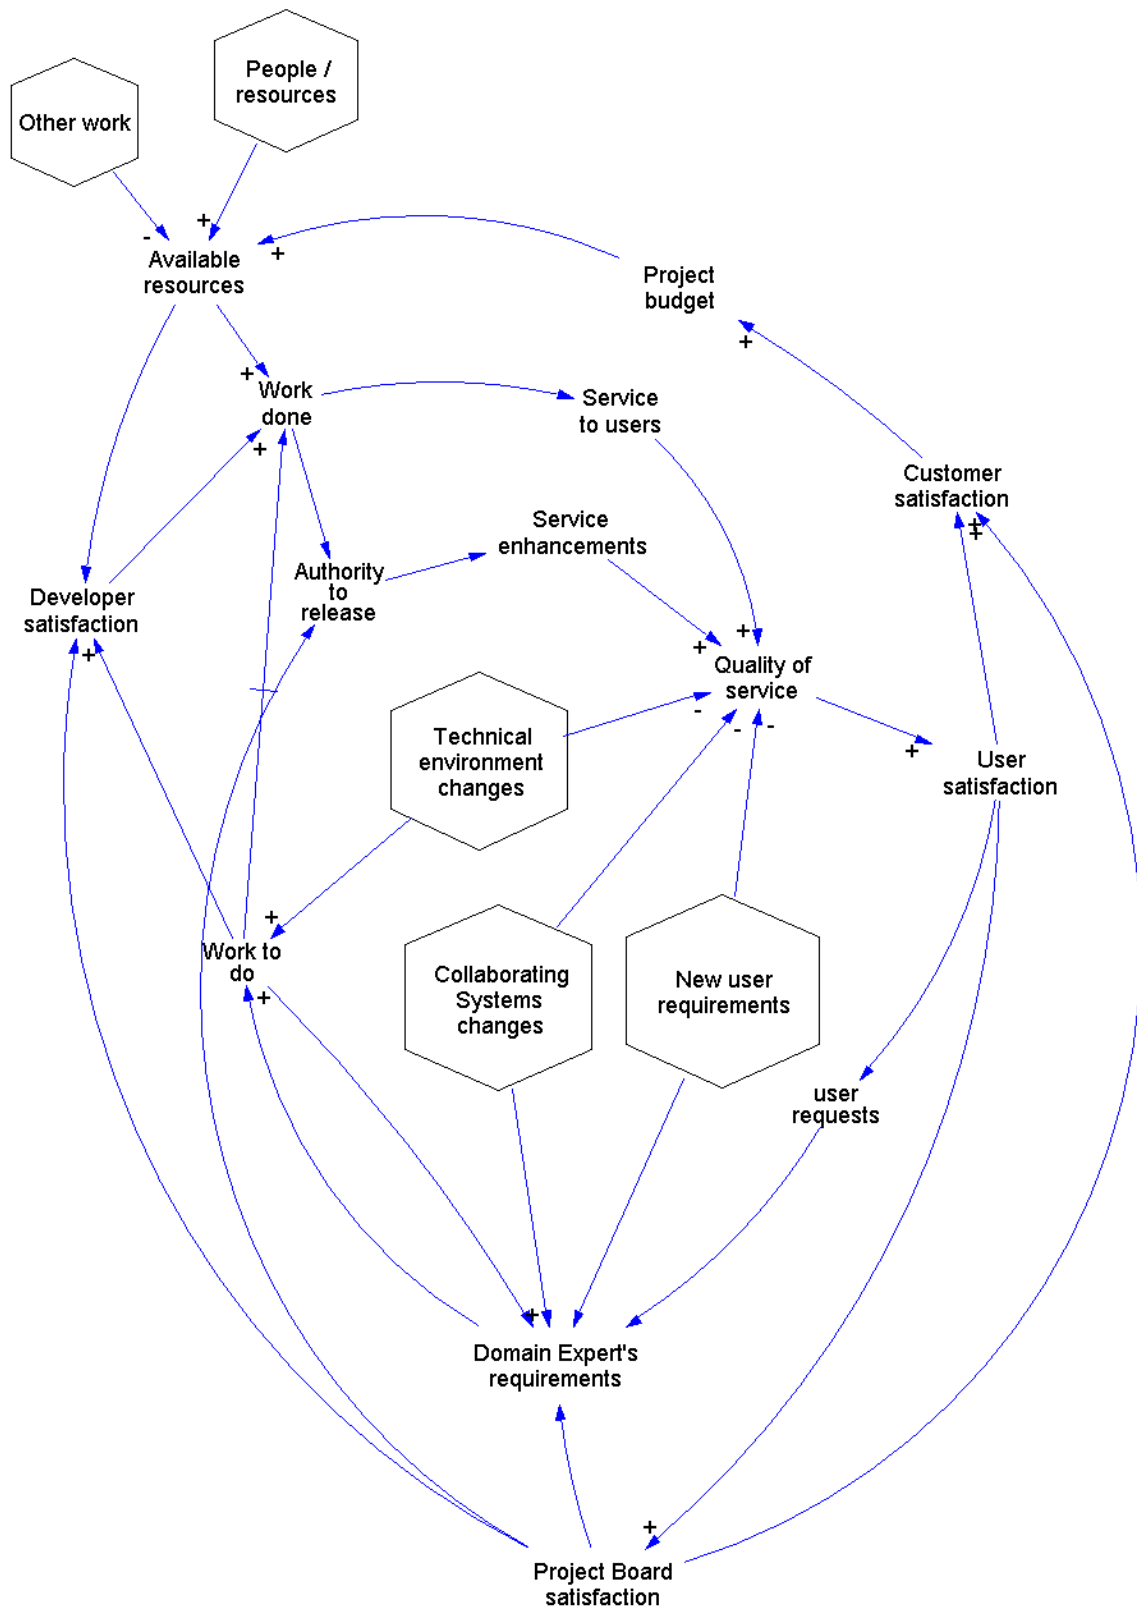 People /
resources
Other work
+
-
Available
resources
+
Project
budget
+
+
Work
done
+
Service
to users
Customer
satisfaction
+
+
Service
enhancements
Authority
to
release
Developer
satisfaction
+
+
+
Quality of
service
-
-
-
Technical
environment
changes
+
User
satisfaction
+
Work to
do
+
Collaborating
Systems
changes
New user
requirements
user
requests
+
Domain Expert's
requirements
+
Project Board
satisfaction